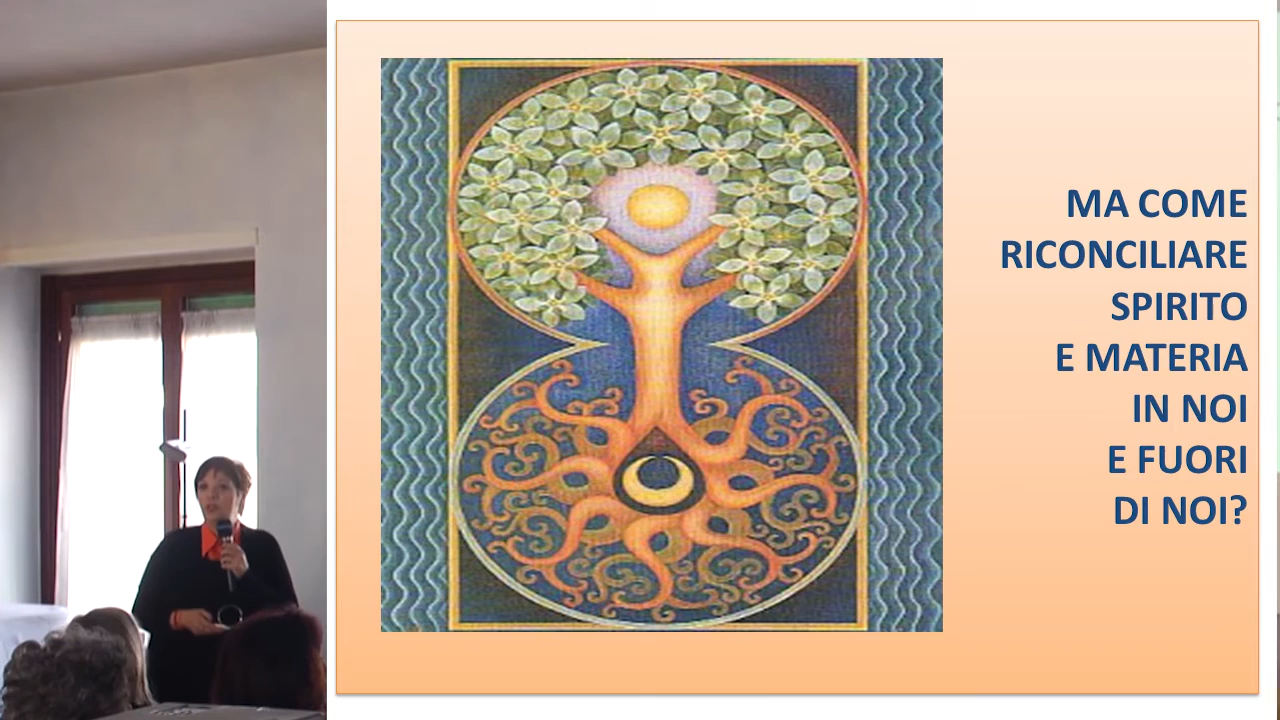 MA COME
RICONCILIARE
SPIRITO
E MATERIA
IN NOI
E FUORI
DI NOI?